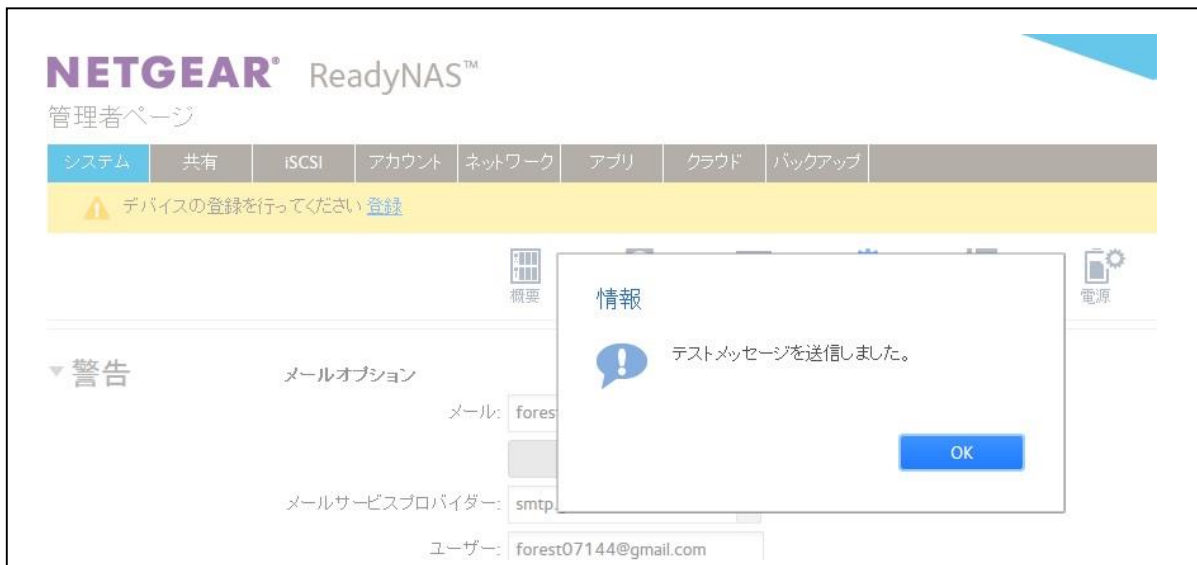 NETGEAR® ReadyNAS™
管理者ページ
システム 共有 iSCSI アカウント ネットワーク アプリ クラウド バックアップ
デバイスの登録を行ってください 登録
概要 電源
情報
テストメッセージを送信しました。
OK
警告 メールオプション
メール: fores
メールサービスプロバイダー: smtp.
ユーザー: forest07144@gmail.com